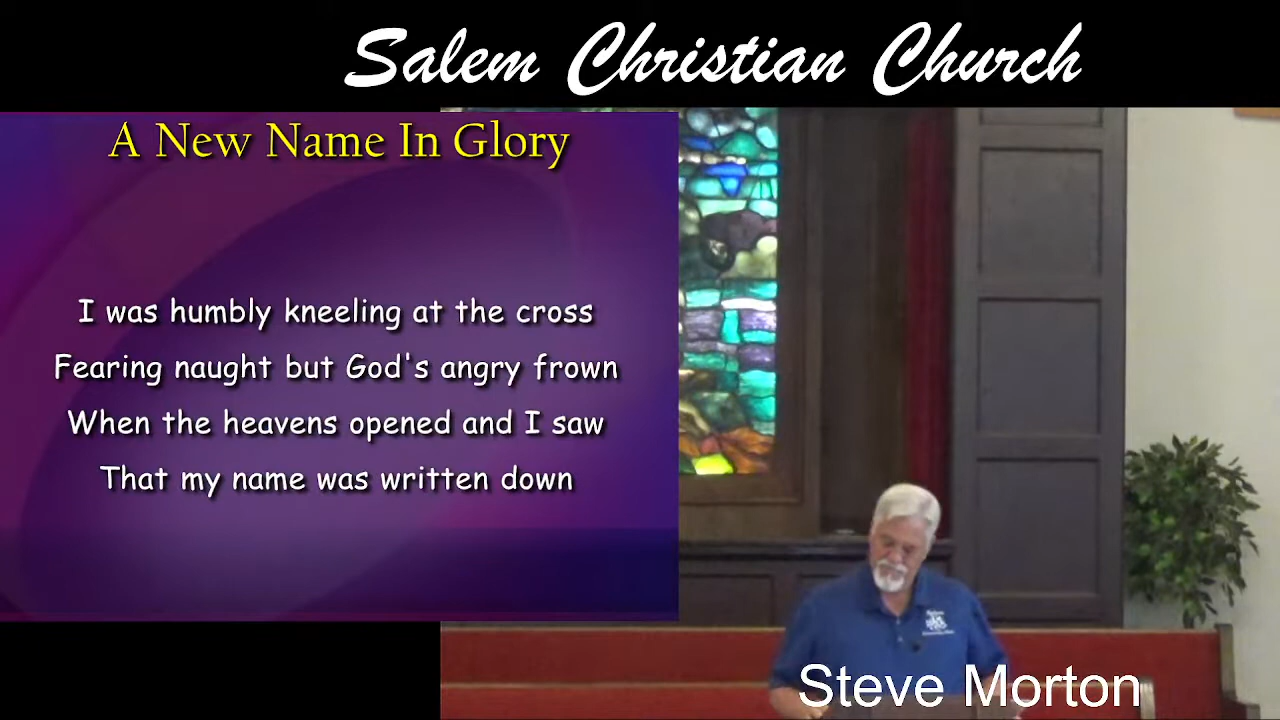 Salem Christian Church
A New Name In Glory
I was humbly kneeling at the cross
Fearing naught but God's angry frown
When the heavens opened and I saw
That my name was written down
Steve Morton